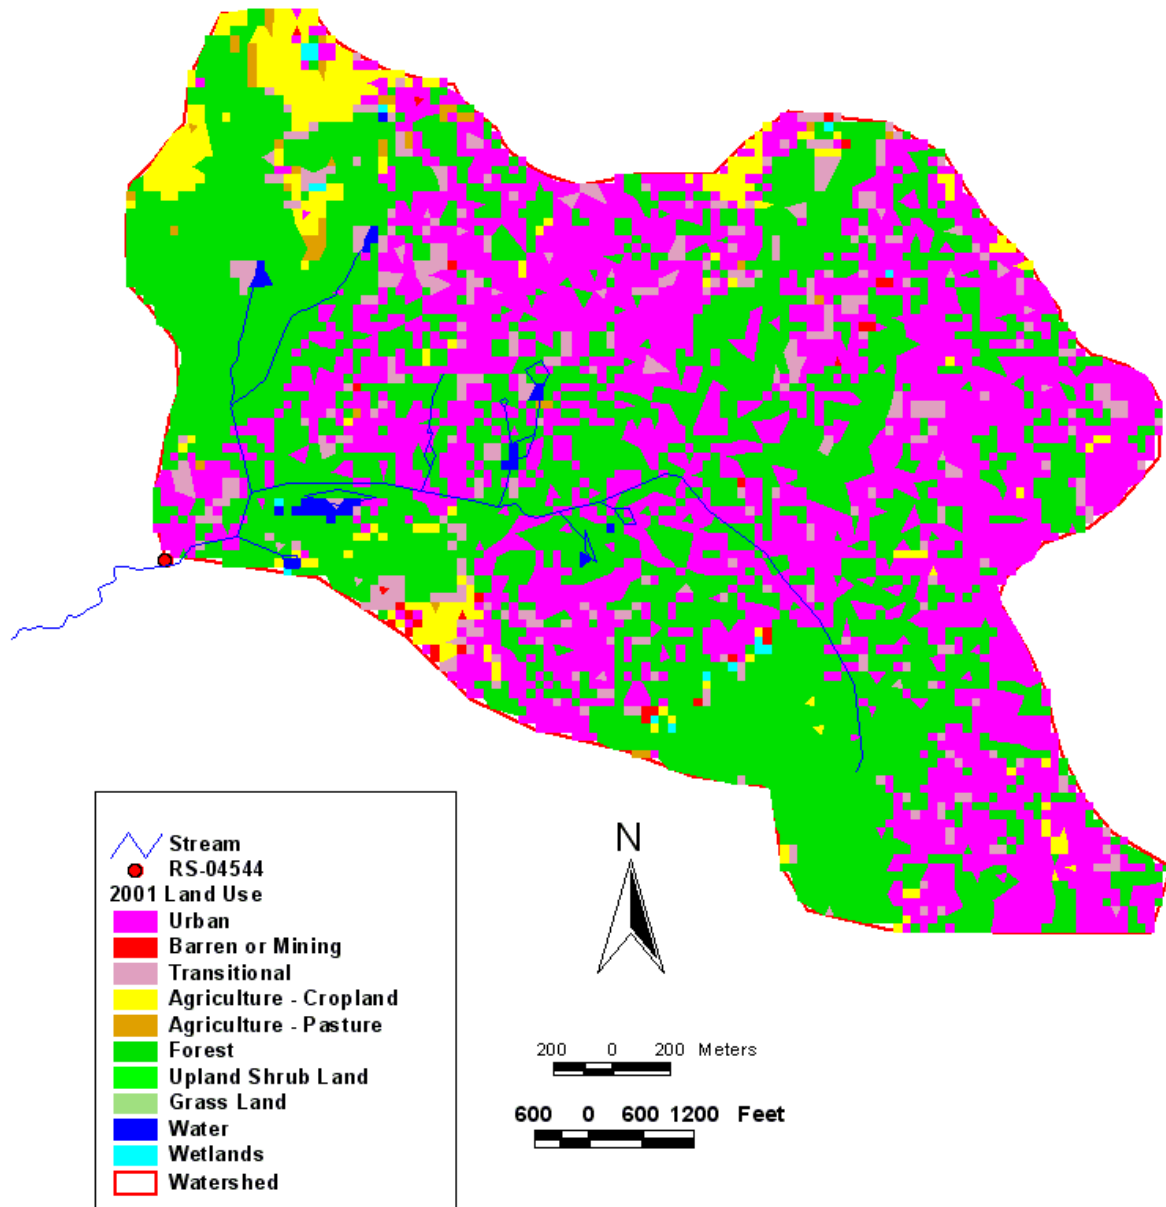 Stream
RS-04544
2001 Land Use
Urban
Barren or Mining
Transitional
Agriculture - Cropland
Agriculture - Pasture
Forest
Upland Shrub Land
Grass Land
Water
Wetlands
Watershed
N
200 0 200 Meters
600 0 600 1200 Feet